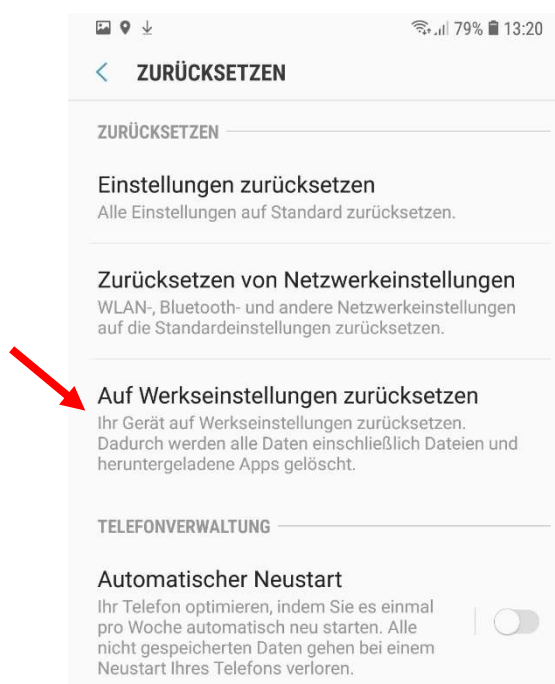 79% 13:20
ZURÜCKSETZEN
ZURÜCKSETZEN
Einstellungen zurücksetzen
Alle Einstellungen auf Standard zurücksetzen.
Zurücksetzen von Netzwerkeinstellungen
WLAN-, Bluetooth- und andere Netzwerkeinstellungen
auf die Standardeinstellungen zurücksetzen.
Auf Werkseinstellungen zurücksetzen
Ihr Gerät auf Werkseinstellungen zurücksetzen.
Dadurch werden alle Daten einschließlich Dateien und
heruntergeladene Apps gelöscht.
TELEFONVERWALTUNG
Automatischer Neustart
Ihr Telefon optimieren, indem Sie es einmal
pro Woche automatisch neu starten. Alle
nicht gespeicherten Daten gehen bei einem
Neustart Ihres Telefons verloren.